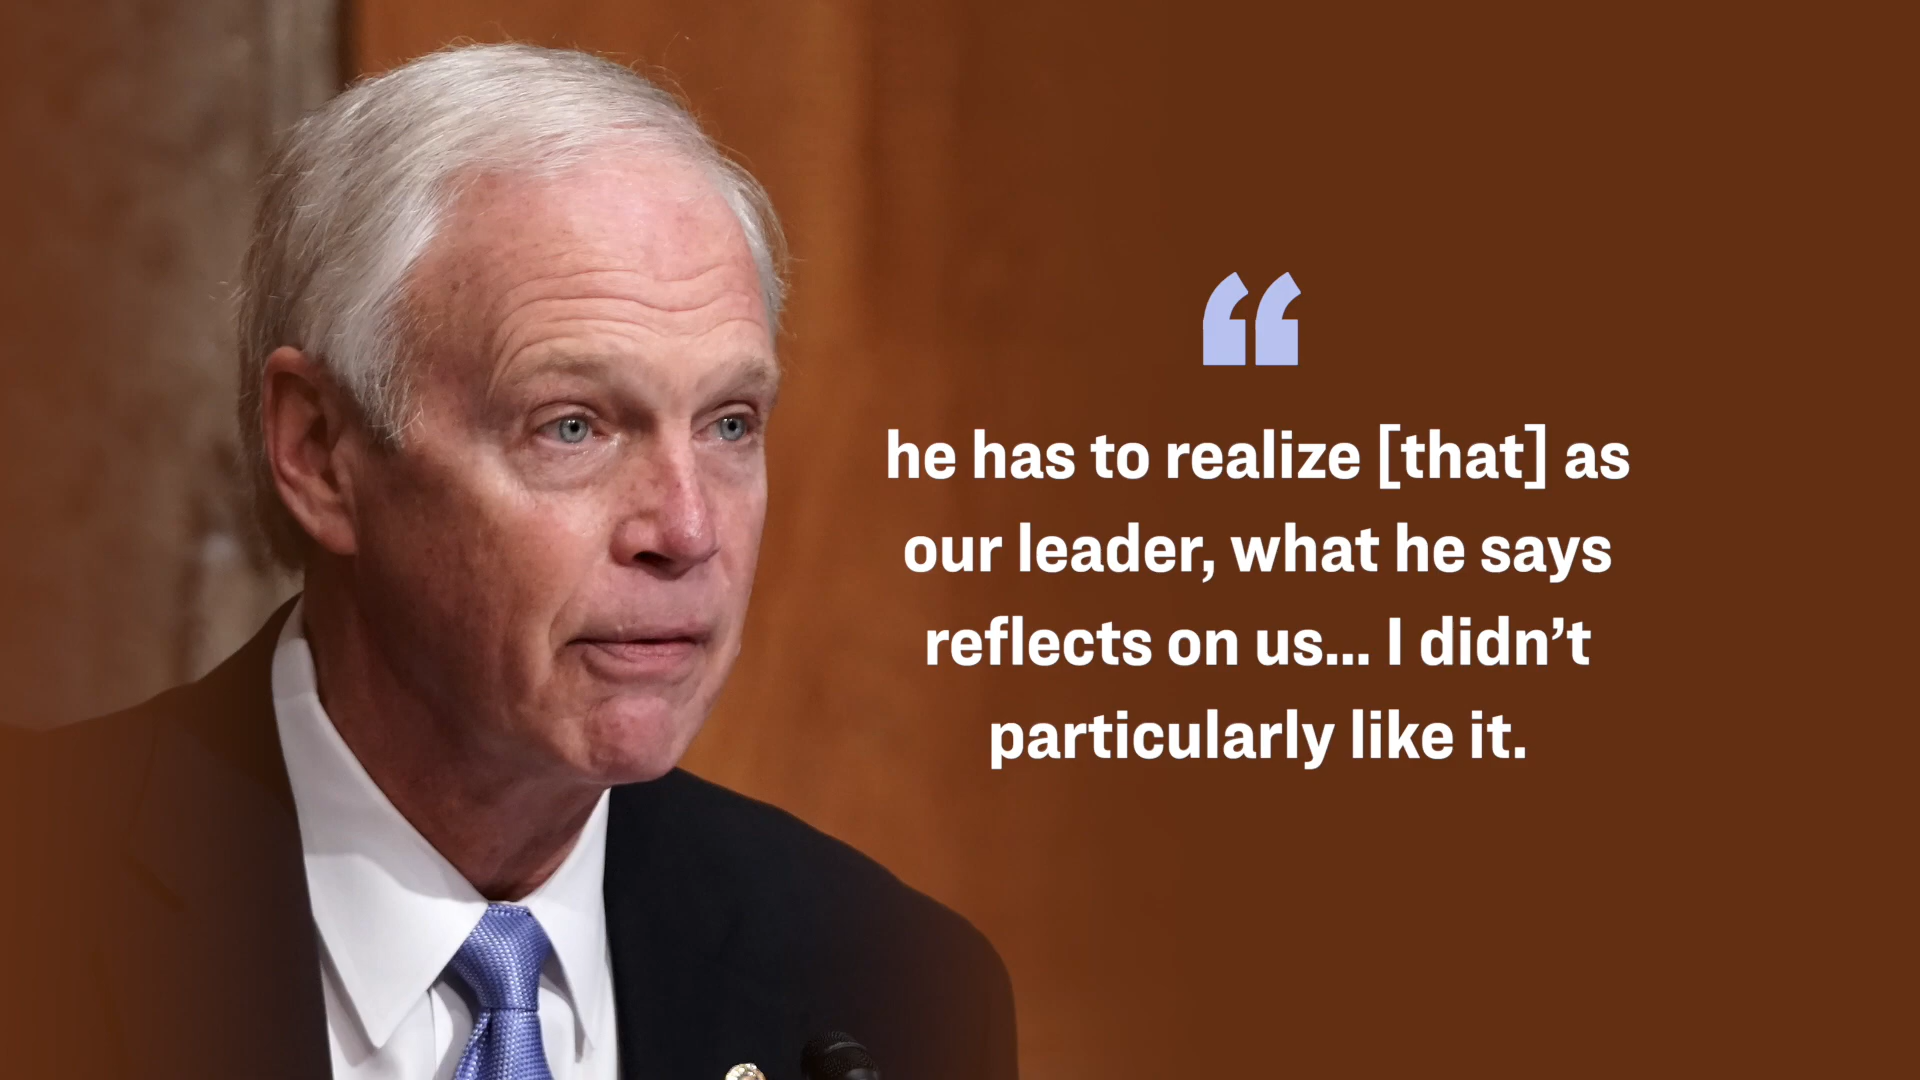 “
he has to realize [that] as
our leader, what he says
reflects on us... I didn’t
particularly like it.